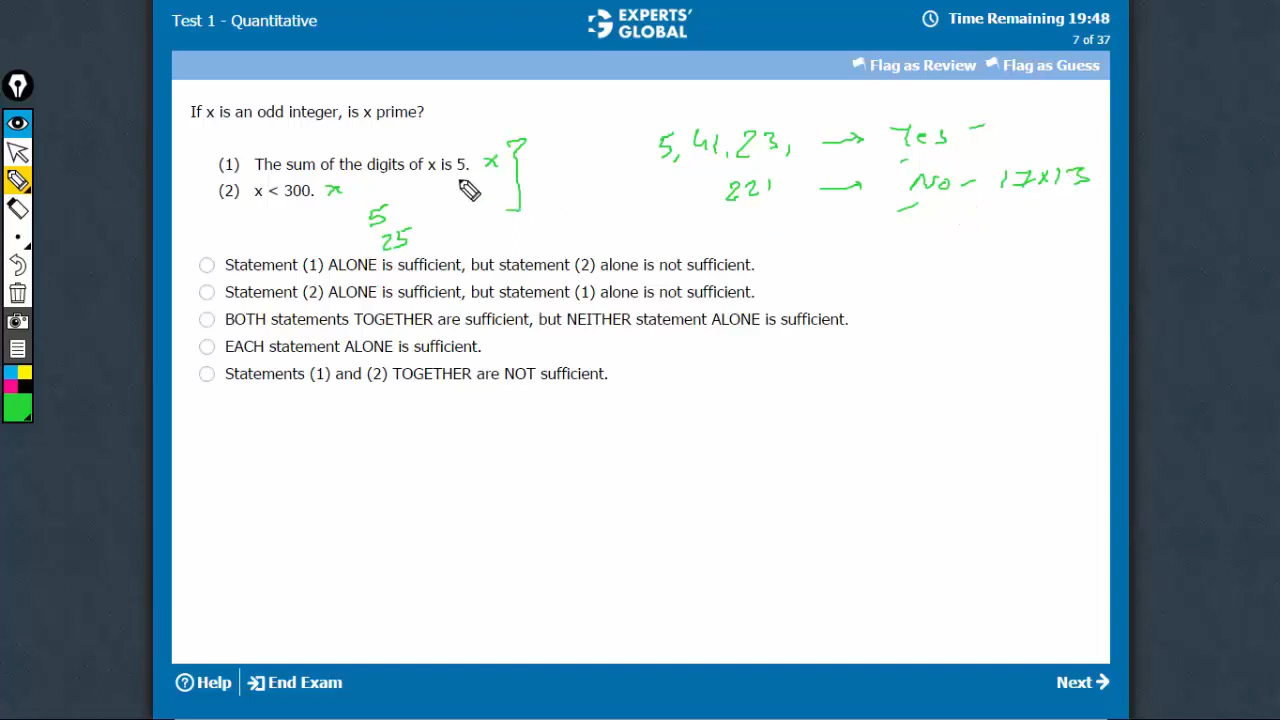 Test 1 - Quantitative
EXPERTS'
GLOBAL
Time Remaining 19:48
7 of 37
Flag as Review
Flag as Guess
If x is an odd integer, is x prime?
5, 41, 23, → Yes -
(1) The sum of the digits of x is 5. x
221 → No - 17x13
(2) x < 300. x
5
25
Statement (1) ALONE is sufficient, but statement (2) alone is not sufficient.
Statement (2) ALONE is sufficient, but statement (1) alone is not sufficient.
BOTH statements TOGETHER are sufficient, but NEITHER statement ALONE is sufficient.
EACH statement ALONE is sufficient.
Statements (1) and (2) TOGETHER are NOT sufficient.
Help
End Exam
Next